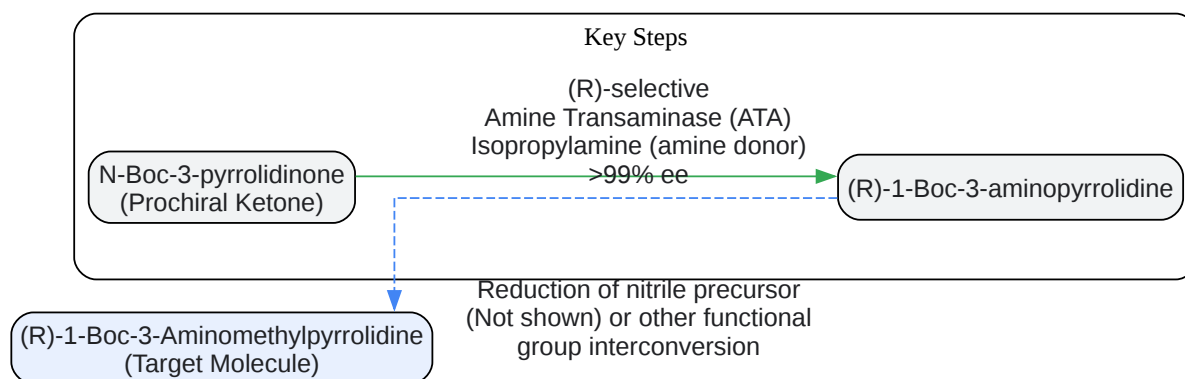 Key Steps
(R)-selective
Amine Transaminase (ATA)
Isopropylamine (amine donor)
>99% ee
N-Boc-3-pyrrolidinone
(Prochiral Ketone)
(R)-1-Boc-3-aminopyrrolidine
Reduction of nitrile precursor
(Not shown) or other functional
group interconversion
(R)-1-Boc-3-Aminomethylpyrrolidine
(Target Molecule)